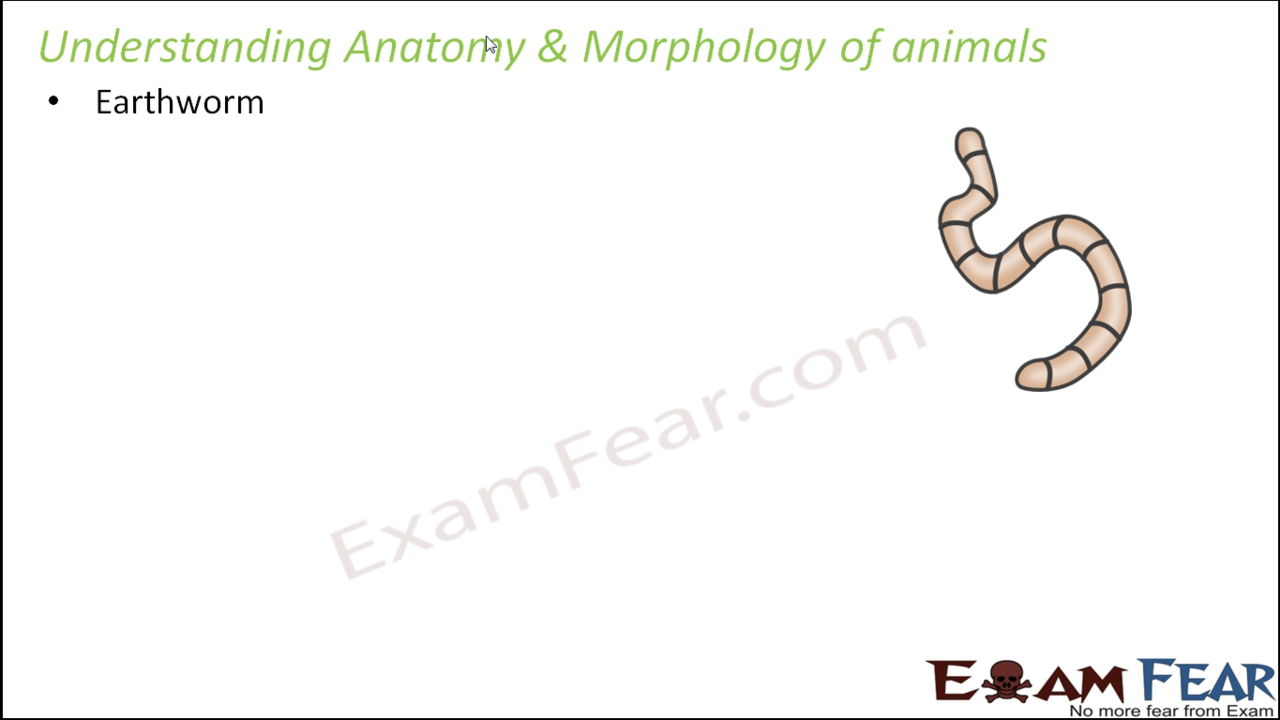 Understanding Anatomy & Morphology of animals
• Earthworm
ExamFear.com
EXAM FEAR
No more fear from Exam